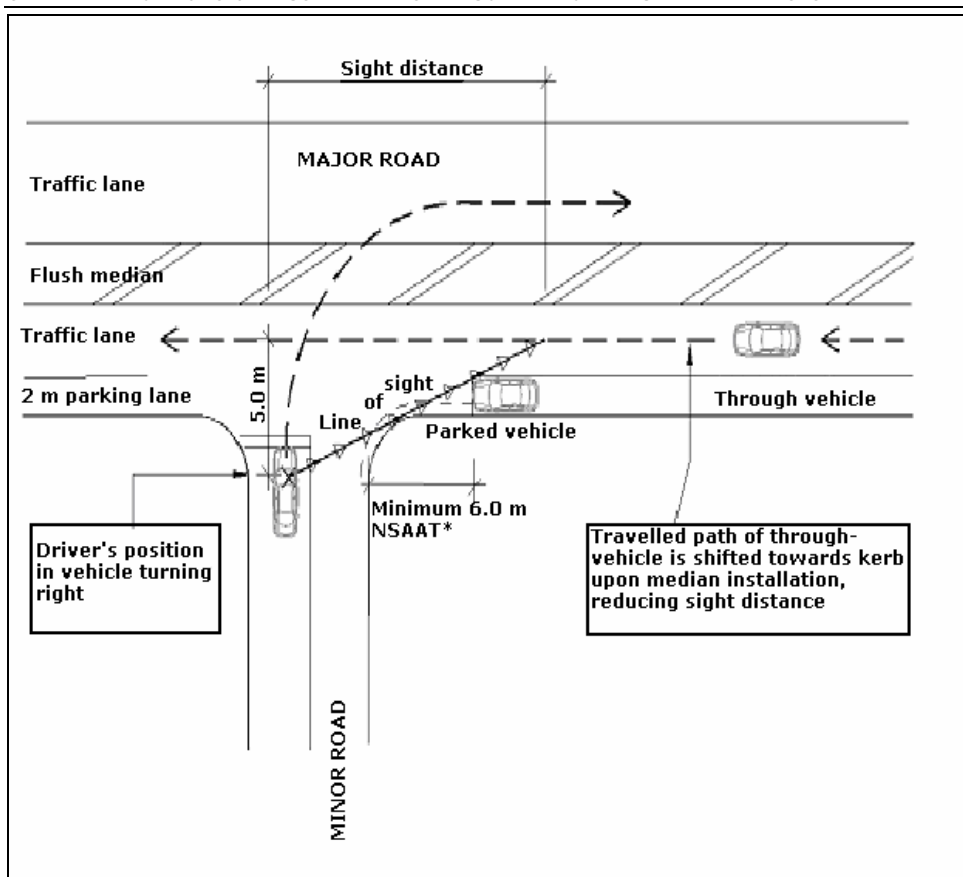 Sight distance
MAJOR ROAD
Traffic lane
Flush median
Traffic lane
2 m parking lane
5.0 m
Line
of
sight
Parked vehicle
Through vehicle
Minimum 6.0 m
NSAAT*
Driver's position
in vehicle turning
right
Travelled path of through-
vehicle is shifted towards kerb
upon median installation,
reducing sight distance
MINOR ROAD